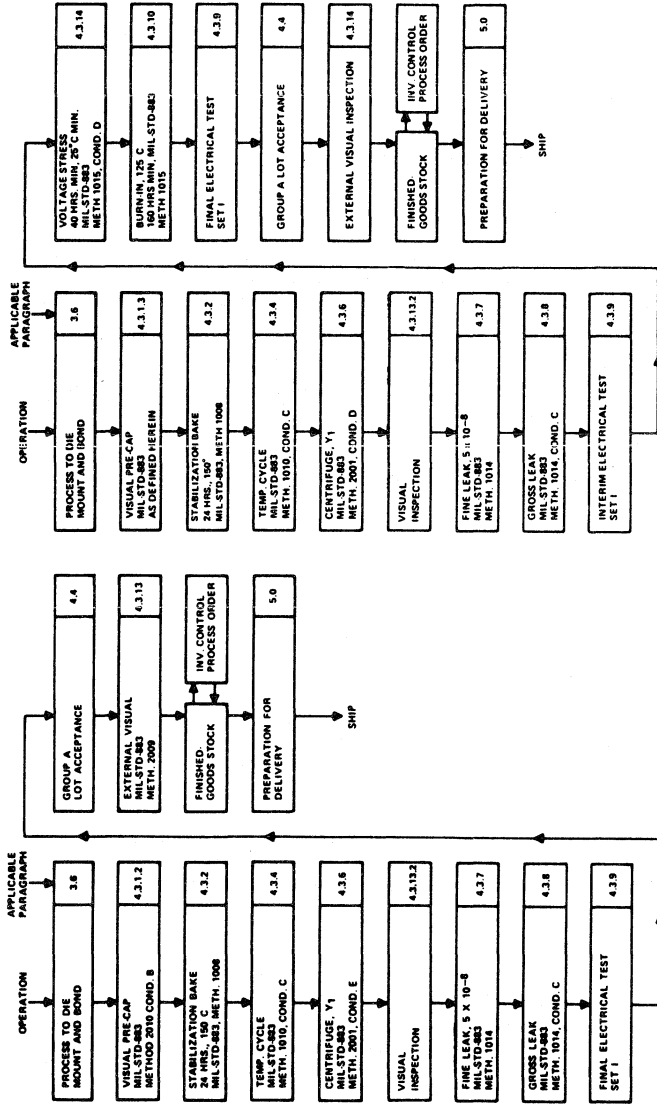 OPERATION
APPLICABLE
PARAGRAPH
PROCESS TO DIE
MOUNT AND BOND
3.6
VISUAL PRE-CAP
MIL-STD-883
METHOD 2010 COND. B
4.3.1.2
STABILIZATION BAKE
24 HRS., 150 C
MIL-STD-883, METH. 1008
4.3.2
TEMP. CYCLE
MIL-STD-883
METH. 1010, COND. C
4.3.4
CENTRIFUGE, Y1
MIL-STD-883
METH. 2001, COND. E
4.3.6
VISUAL
INSPECTION
4.3.13.2
FINE LEAK, 5 X 10-8
MIL-STD-883
METH. 1014
4.3.7
GROSS LEAK
MIL-STD-883
METH. 1014, COND. C
4.3.8
FINAL ELECTRICAL TEST
SET I
4.3.9
GROUP A
LOT ACCEPTANCE
4.4
EXTERNAL VISUAL
MIL-STD-883
METH. 2009
4.3.13
FINISHED-
GOODS STOCK
INV. CONTROL
PROCESS ORDER
PREPARATION FOR
DELIVERY
5.0
SHIP
OPERATION
APPLICABLE
PARAGRAPH
PROCESS TO DIE
MOUNT AND BOND
3.6
VISUAL PRE-CAP
MIL-STD-883
AS DEFINED HEREIN
4.3.1.3
STABILIZATION BAKE
24 HRS., 150°
MIL-STD-883, METH 1008
4.3.2
TEMP. CYCLE
MIL-STD-883
METH. 1010, COND. C
4.3.4
CENTRIFUGE, Y1
MIL-STD-883
METH. 2001, COND. D
4.3.6
VISUAL
INSPECTION
4.3.13.2
FINE LEAK, 5 x 10-8
MIL-STD-883
METH. 1014
4.3.7
GROSS LEAK
MIL-STD-883
METH. 1014, COND. C
4.3.8
INTERIM ELECTRICAL TEST
SET I
4.3.9
VOLTAGE STRESS
40 HRS. MIN, 25°C MIN.
MIL-STD-883
METH 1015, COND. D
4.3.14
BURN-IN, 125 C
160 HRS MIN, MIL-STD-883
METH 1015
4.3.10
FINAL ELECTRICAL TEST
SET I
4.3.9
GROUP A LOT ACCEPTANCE
4.4
EXTERNAL VISUAL INSPECTION
4.3.14
FINISHED-
GOODS STOCK
INV. CONTROL
PROCESS ORDER
PREPARATION FOR DELIVERY
5.0
SHIP